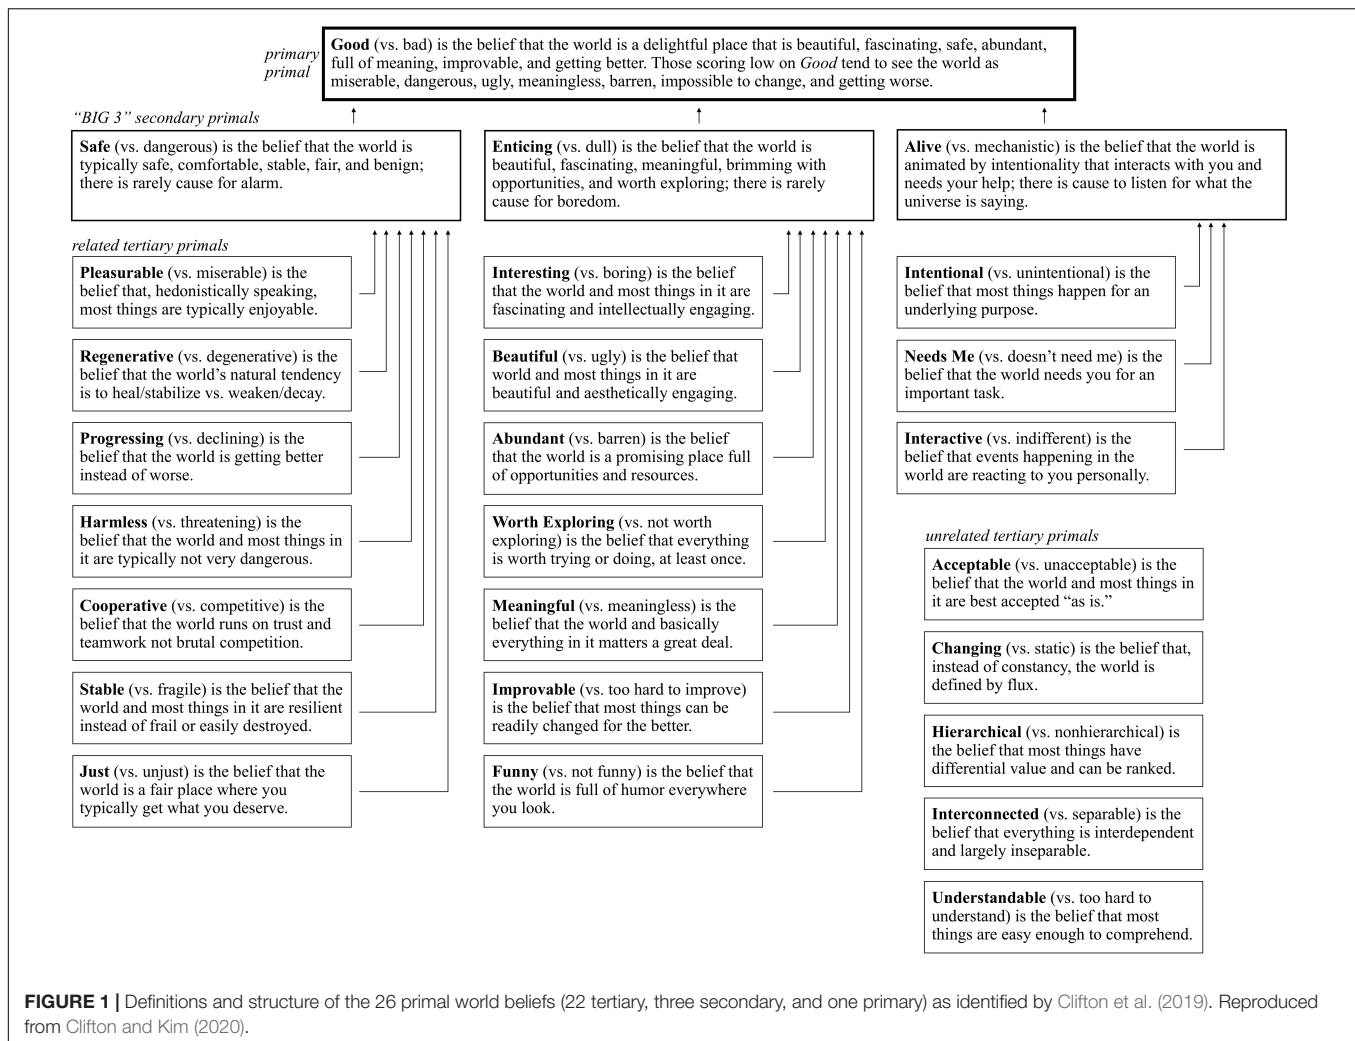 primary
primal
Good (vs. bad) is the belief that the world is a delightful place that is beautiful, fascinating, safe, abundant,
full of meaning, improvable, and getting better. Those scoring low on Good tend to see the world as
miserable, dangerous, ugly, meaningless, barren, impossible to change, and getting worse.
“BIG 3” secondary primals
Safe (vs. dangerous) is the belief that the world is
typically safe, comfortable, stable, fair, and benign;
there is rarely cause for alarm.
Enticing (vs. dull) is the belief that the world is
beautiful, fascinating, meaningful, brimming with
opportunities, and worth exploring; there is rarely
cause for boredom.
Alive (vs. mechanistic) is the belief that the world is
animated by intentionality that interacts with you and
needs your help; there is cause to listen for what the
universe is saying.
related tertiary primals
Pleasurable (vs. miserable) is the
belief that, hedonistically speaking,
most things are typically enjoyable.
Regenerative (vs. degenerative) is the
belief that the world’s natural tendency
is to heal/stabilize vs. weaken/decay.
Progressing (vs. declining) is the
belief that the world is getting better
instead of worse.
Harmless (vs. threatening) is the
belief that the world and most things in
it are typically not very dangerous.
Cooperative (vs. competitive) is the
belief that the world runs on trust and
teamwork not brutal competition.
Stable (vs. fragile) is the belief that the
world and most things in it are resilient
instead of frail or easily destroyed.
Just (vs. unjust) is the belief that the
world is a fair place where you
typically get what you deserve.
Interesting (vs. boring) is the belief
that the world and most things in it are
fascinating and intellectually engaging.
Beautiful (vs. ugly) is the belief that
world and most things in it are
beautiful and aesthetically engaging.
Abundant (vs. barren) is the belief
that the world is a promising place full
of opportunities and resources.
Worth Exploring (vs. not worth
exploring) is the belief that everything
is worth trying or doing, at least once.
Meaningful (vs. meaningless) is the
belief that the world and basically
everything in it matters a great deal.
Improvable (vs. too hard to improve)
is the belief that most things can be
readily changed for the better.
Funny (vs. not funny) is the belief that
the world is full of humor everywhere
you look.
Intentional (vs. unintentional) is the
belief that most things happen for an
underlying purpose.
Needs Me (vs. doesn’t need me) is the
belief that the world needs you for an
important task.
Interactive (vs. indifferent) is the
belief that events happening in the
world are reacting to you personally.
unrelated tertiary primals
Acceptable (vs. unacceptable) is the
belief that the world and most things in
it are best accepted “as is.”
Changing (vs. static) is the belief that,
instead of constancy, the world is
defined by flux.
Hierarchical (vs. nonhierarchical) is
the belief that most things have
differential value and can be ranked.
Interconnected (vs. separable) is the
belief that everything is interdependent
and largely inseparable.
Understandable (vs. too hard to
understand) is the belief that most
things are easy enough to comprehend.
FIGURE 1 | Definitions and structure of the 26 primal world beliefs (22 tertiary, three secondary, and one primary) as identified by Clifton et al. (2019). Reproduced
from Clifton and Kim (2020).